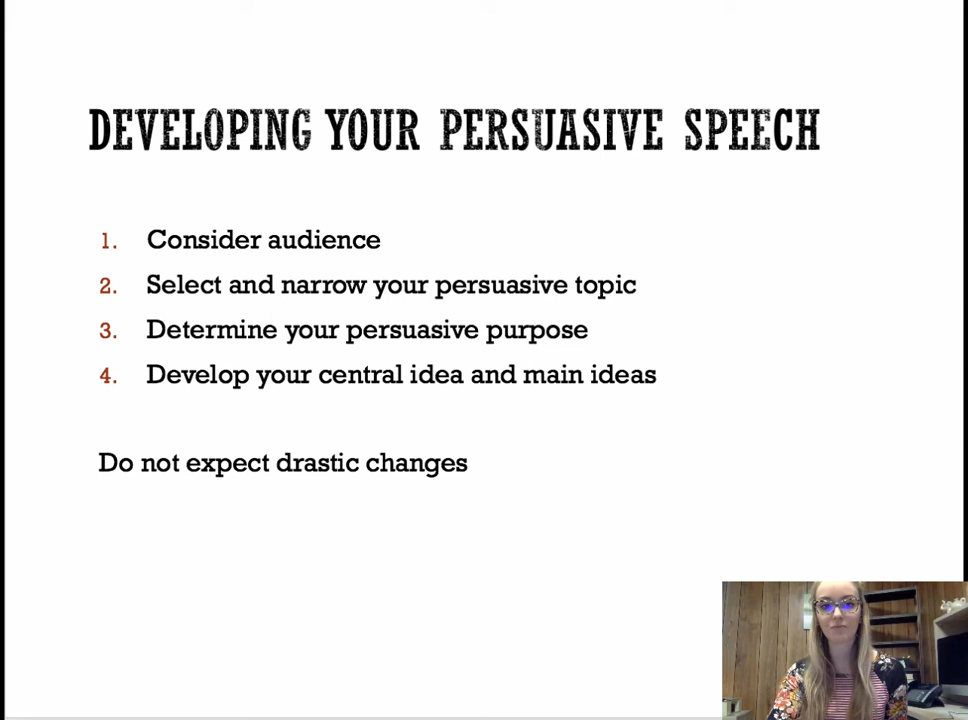 DEVELOPING YOUR PERSUASIVE SPEECH
1. Consider audience
2. Select and narrow your persuasive topic
3. Determine your persuasive purpose
4. Develop your central idea and main ideas
Do not expect drastic changes